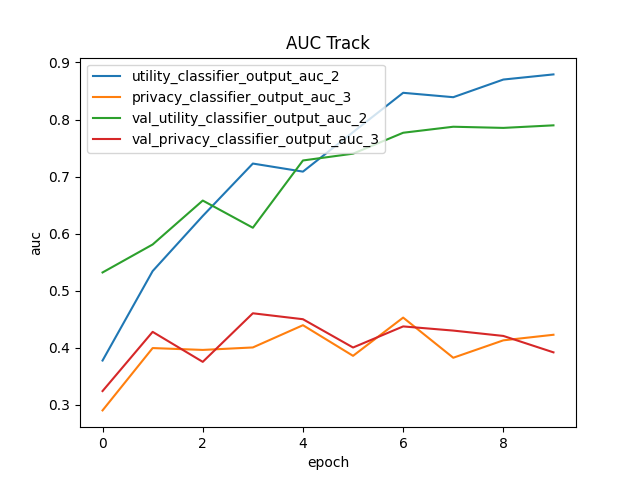 AUC Track
utility_classifier_output_auc_2
privacy_classifier_output_auc_3
val_utility_classifier_output_auc_2
val_privacy_classifier_output_auc_3
auc
0.9
0.8
0.7
0.6
0.5
0.4
0.3
0 2 4 6 8
epoch